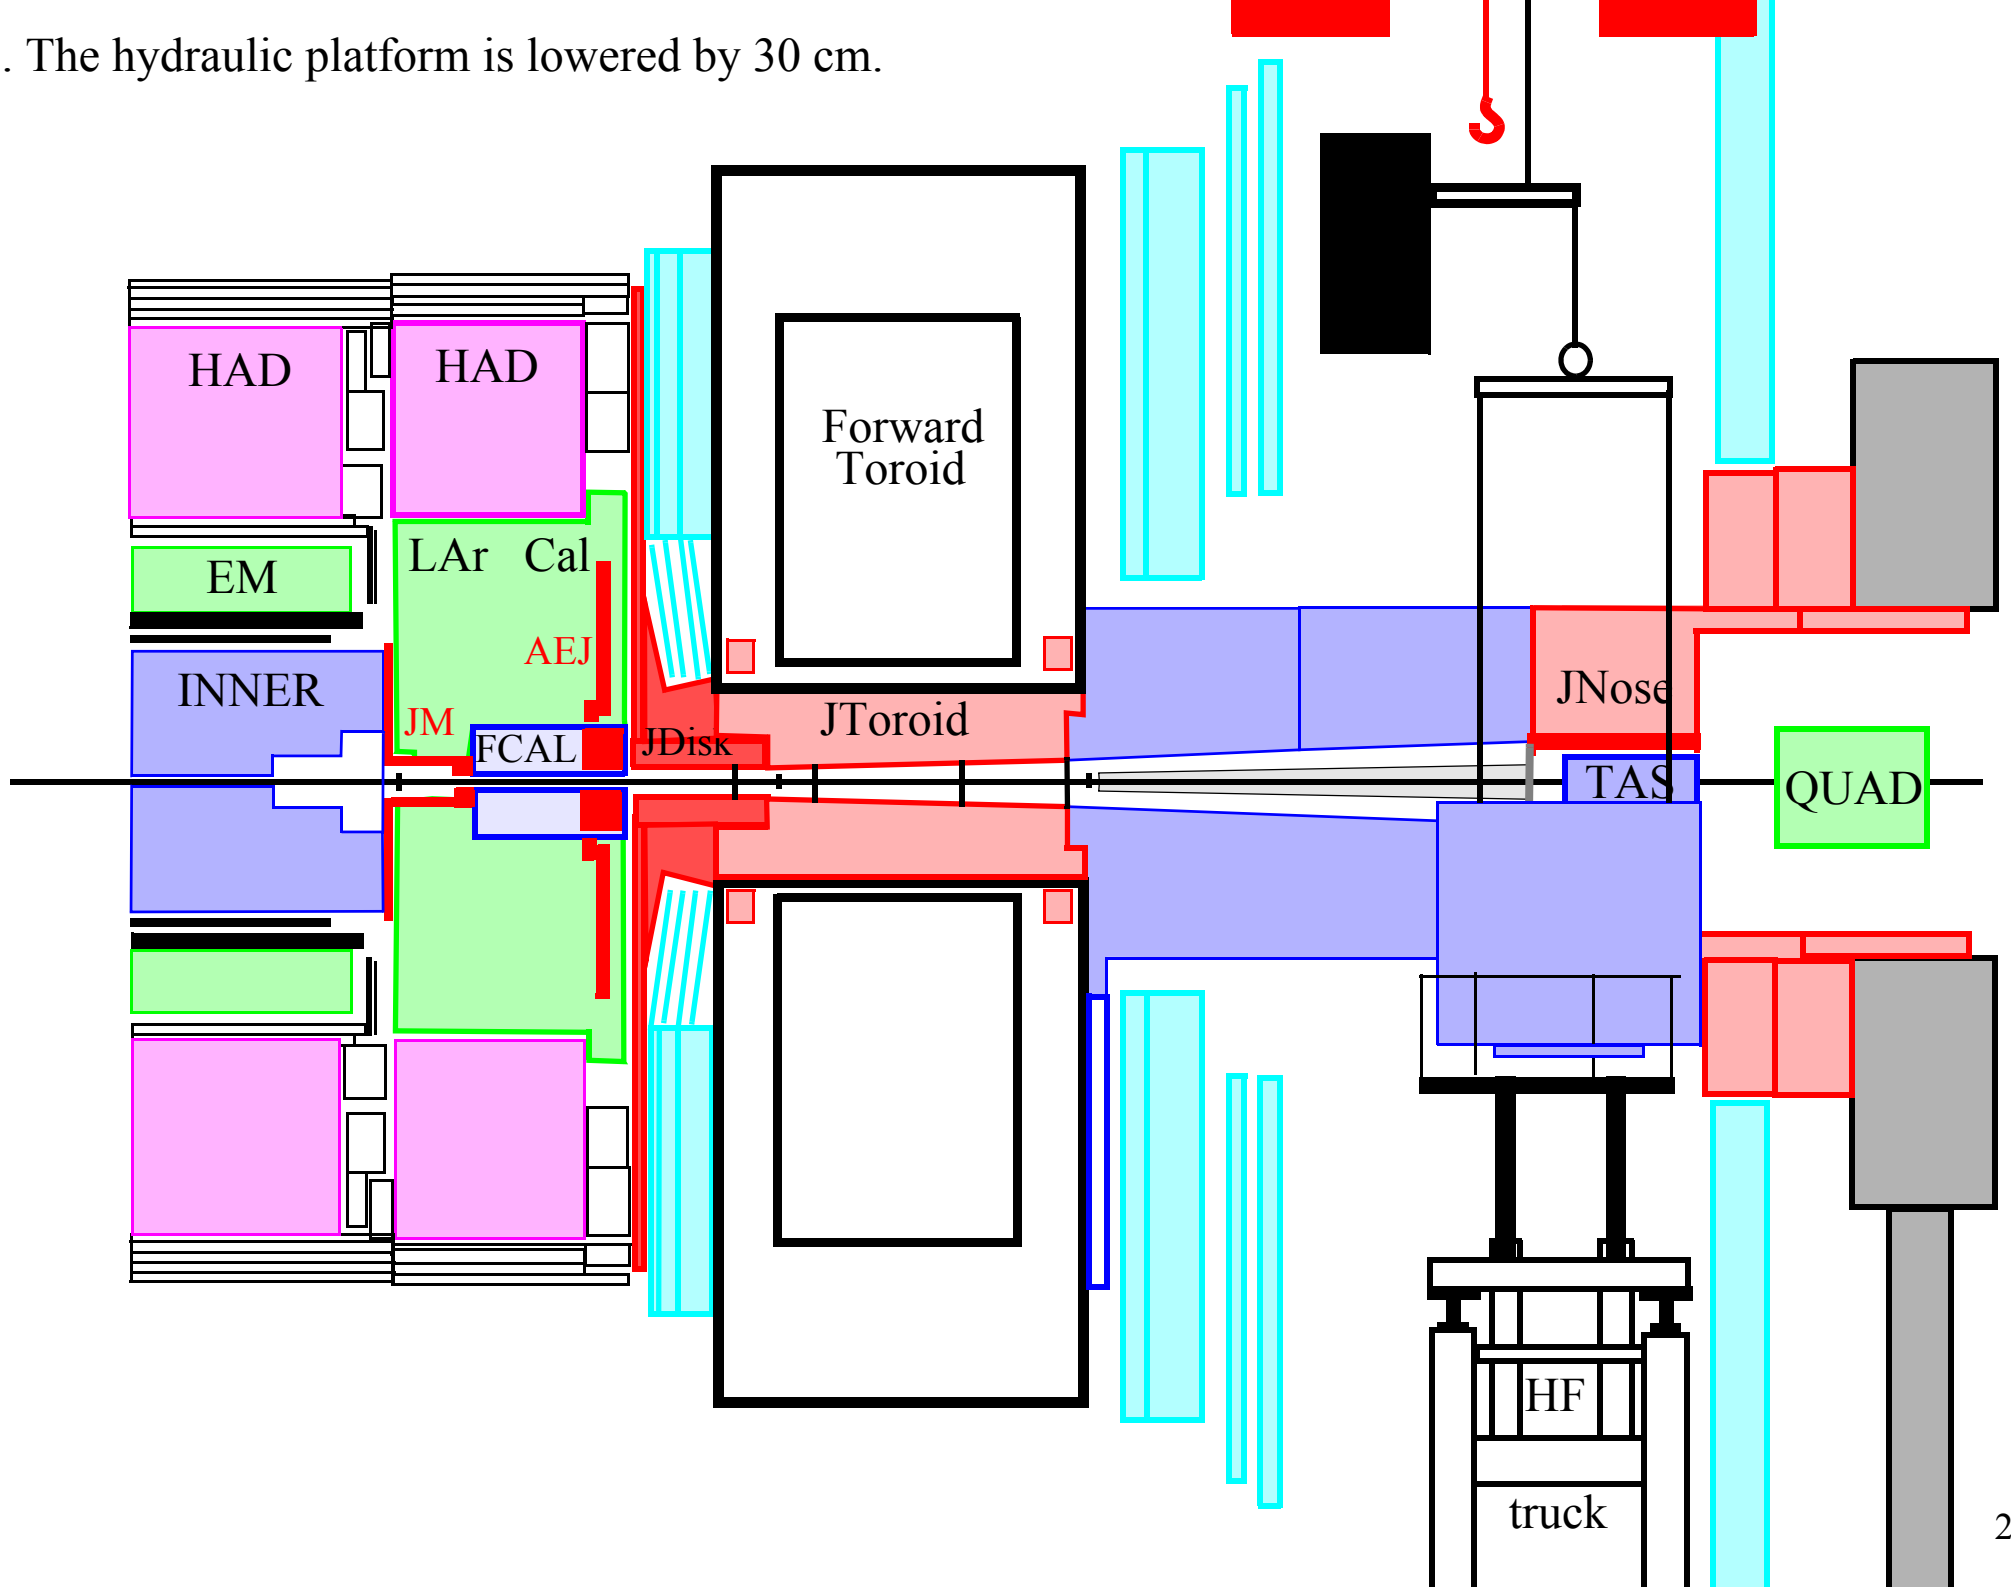 . The hydraulic platform is lowered by 30 cm.
HAD
HAD
Forward
Toroid
LAr Cal
EM
AEJ
INNER
JM
FCAL
JDisk
JToroid
JNose
TAS
QUAD
HF
truck
2